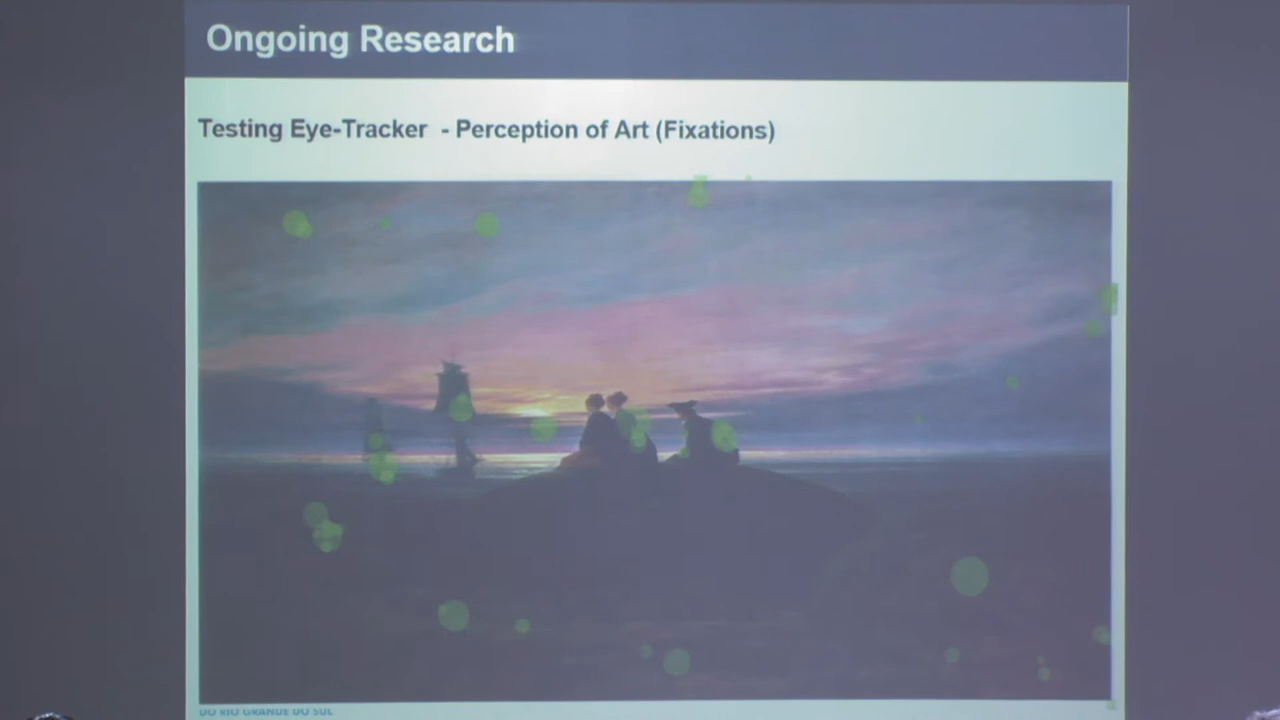 Ongoing Research
Testing Eye-Tracker - Perception of Art (Fixations)
DO RIO GRANDE DO SUL